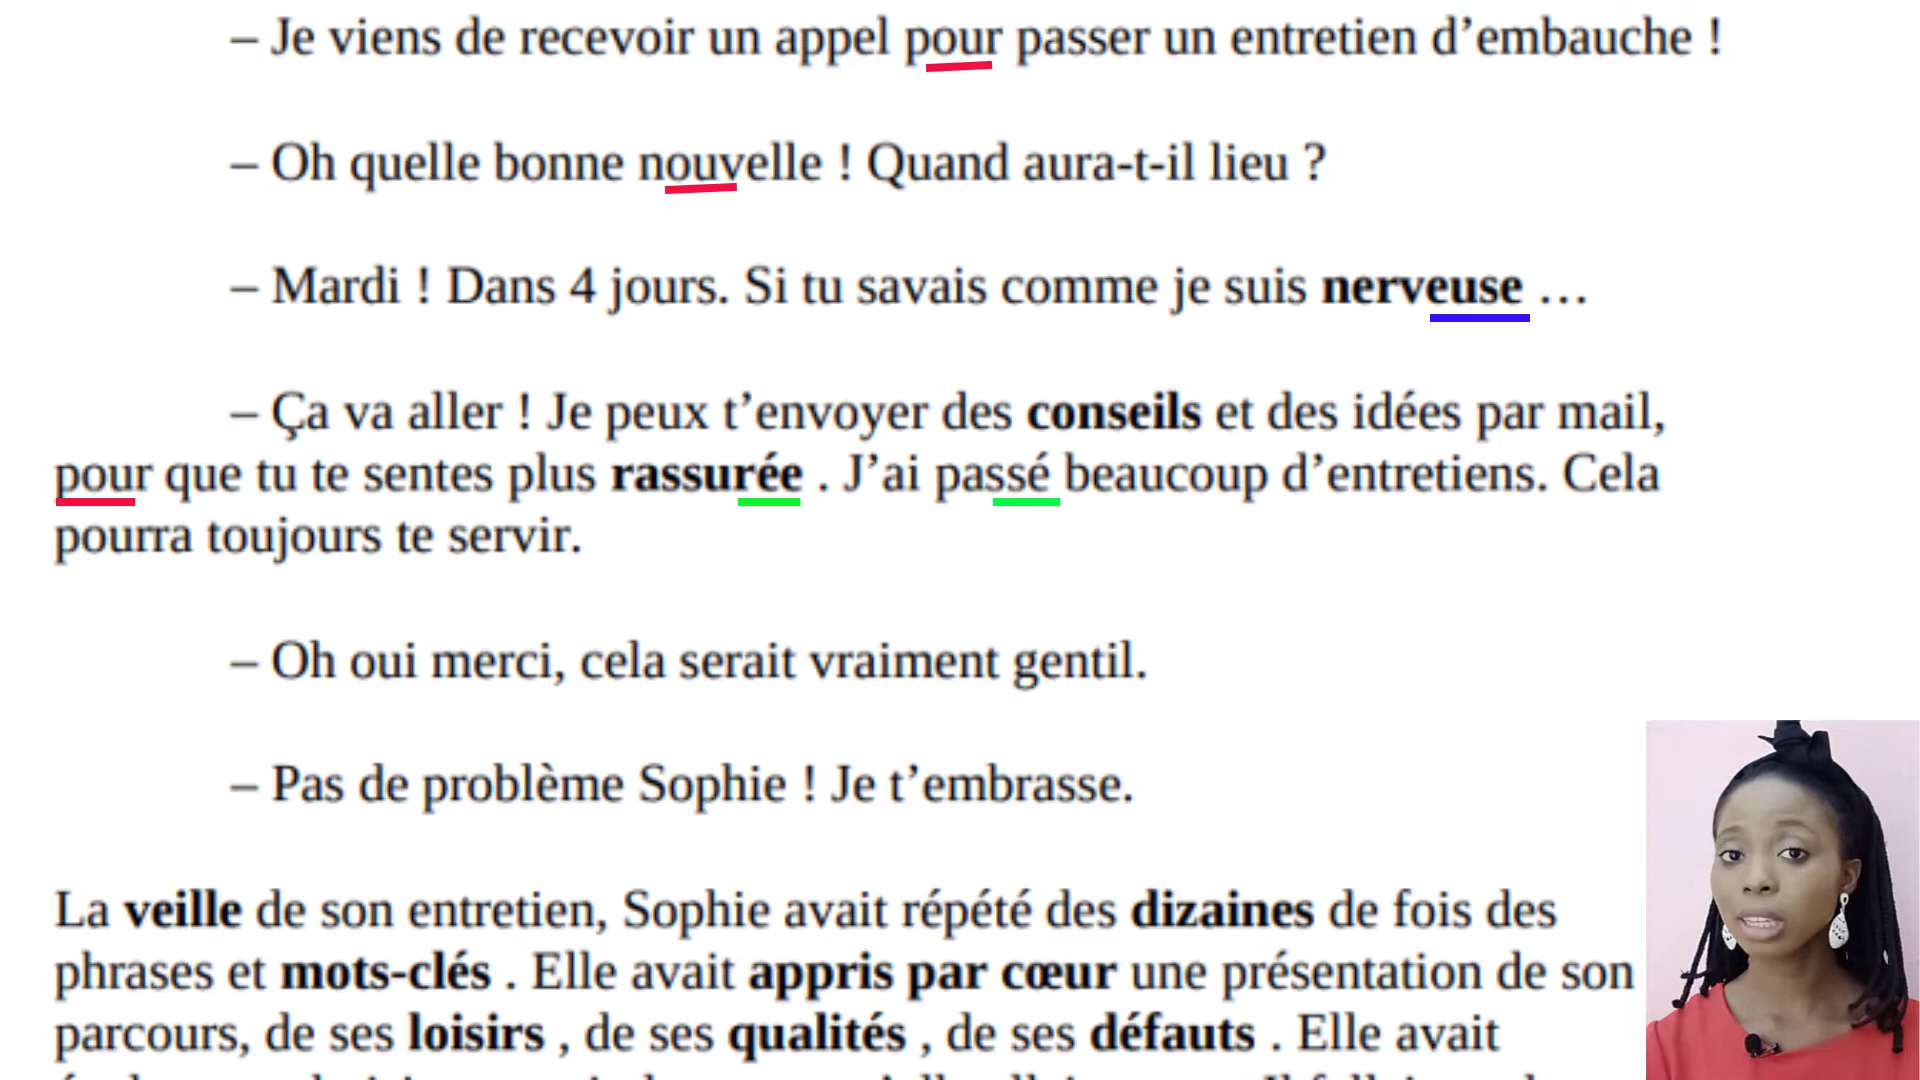 – Je viens de recevoir un appel pour passer un entretien d’embauche !
– Oh quelle bonne nouvelle ! Quand aura-t-il lieu ?
– Mardi ! Dans 4 jours. Si tu savais comme je suis nerveuse …
– Ça va aller ! Je peux t’envoyer des conseils et des idées par mail,
pour que tu te sentes plus rassurée . J’ai passé beaucoup d’entretiens. Cela
pourra toujours te servir.
– Oh oui merci, cela serait vraiment gentil.
– Pas de problème Sophie ! Je t’embrasse.
La veille de son entretien, Sophie avait répété des dizaines de fois des
phrases et mots-clés . Elle avait appris par cœur une présentation de son
parcours, de ses loisirs , de ses qualités , de ses défauts . Elle avait